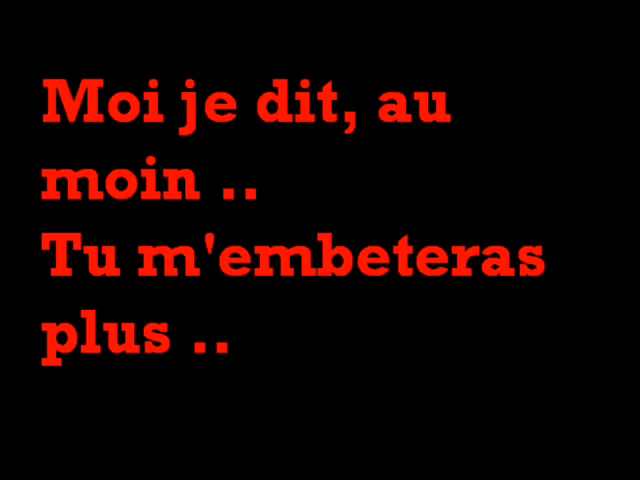 Moi je dit, au
moin ..
Tu m'embeteras
plus ..